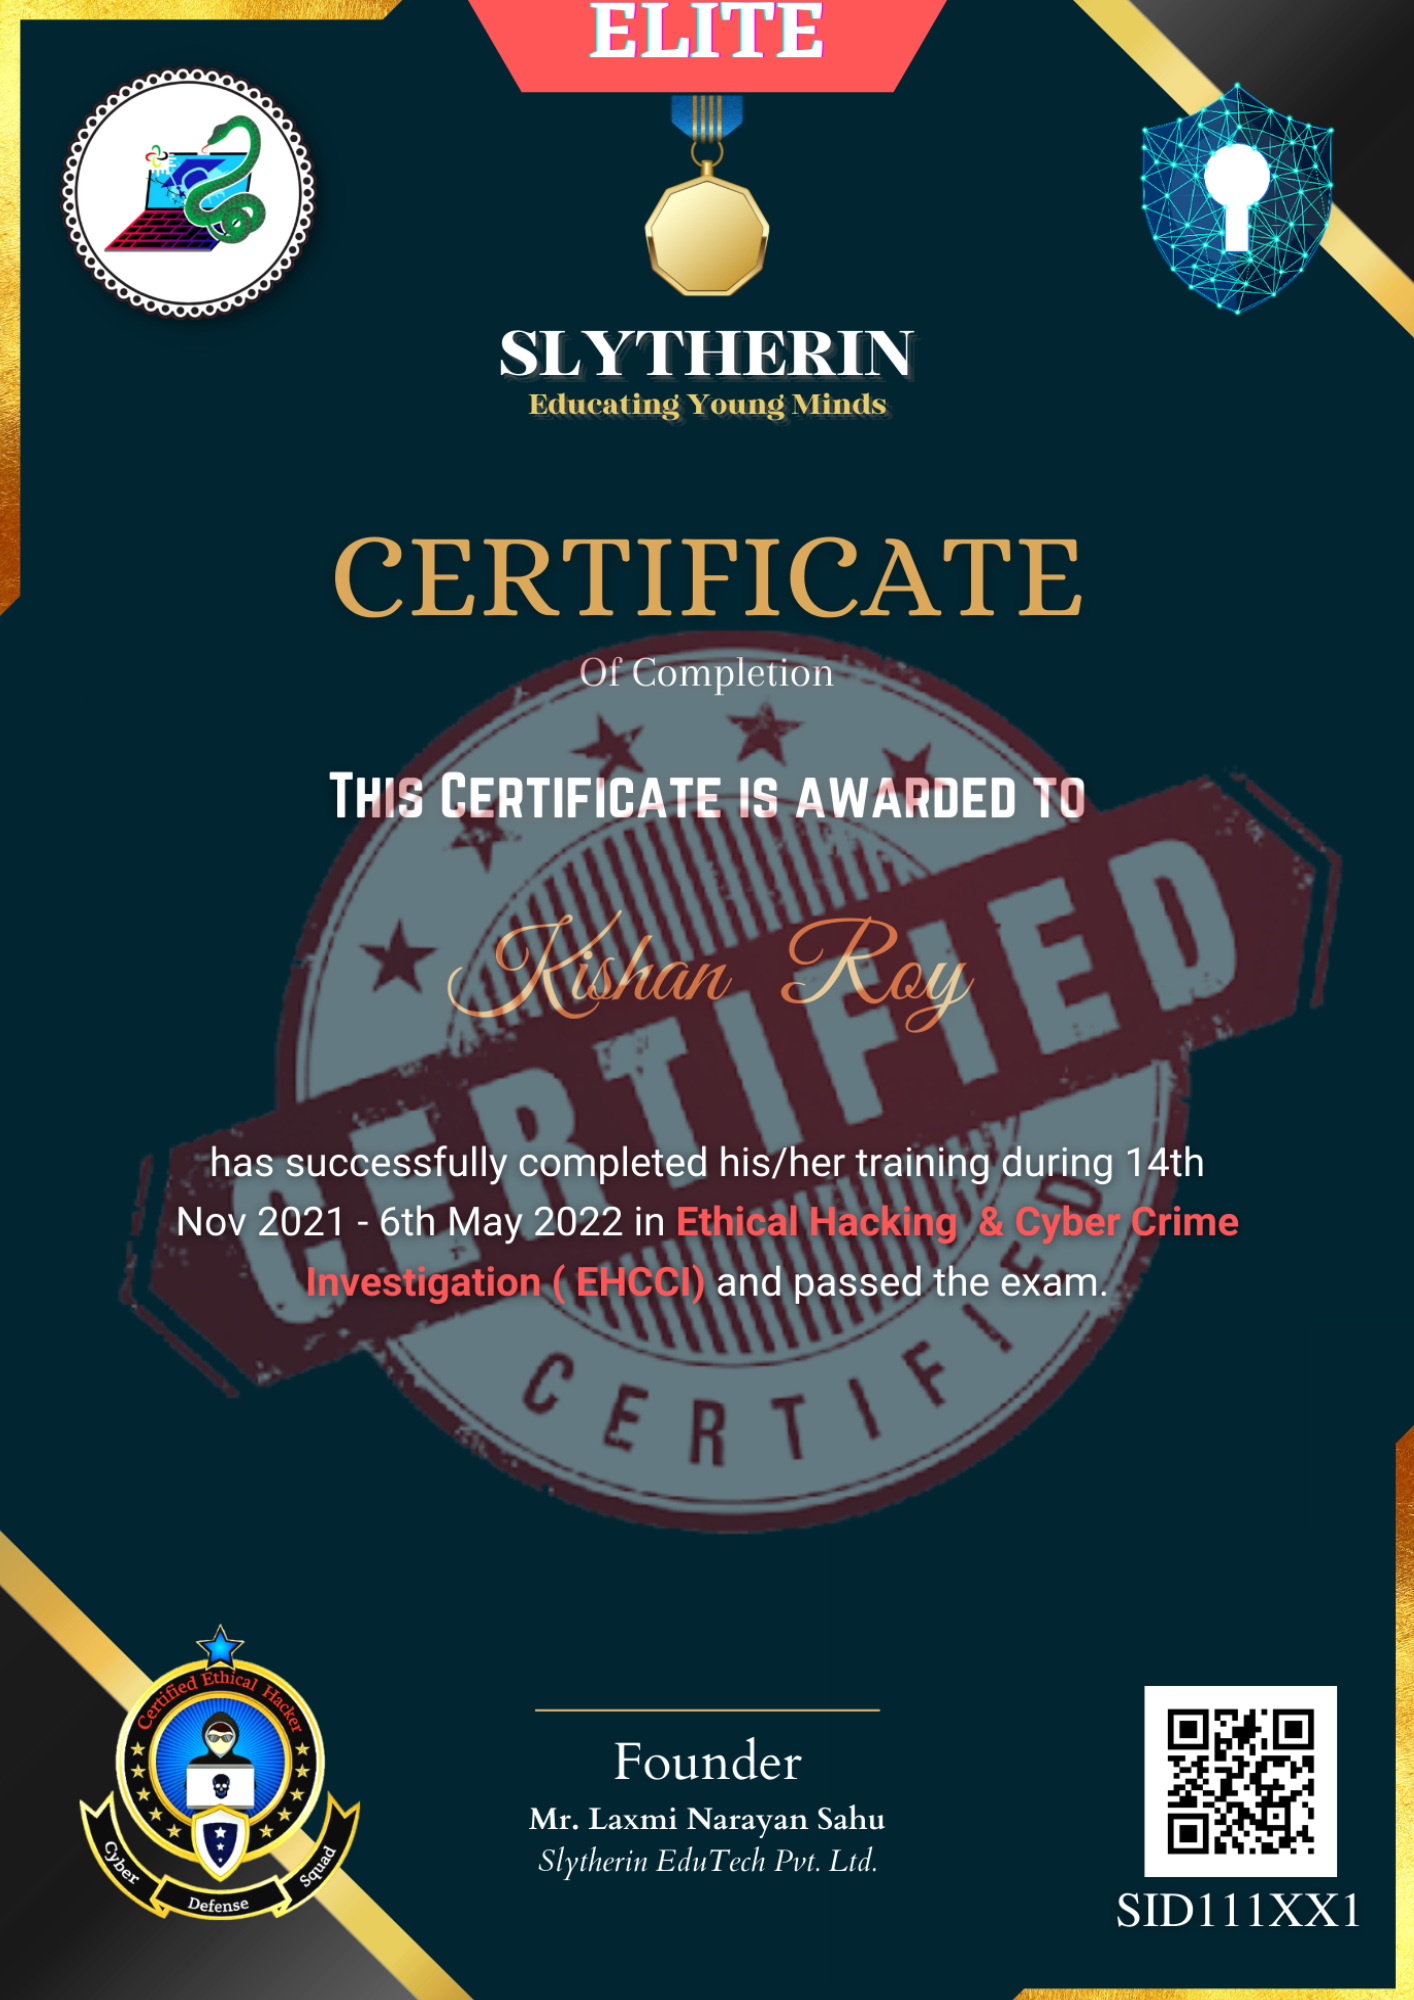 ELITE
SLYTHERIN
Educating Young Minds
CERTIFICATE
Of Completion
THIS CERTIFICATE IS AWARDED TO
Kishan Roy
CERTIFIED
has successfully completed his/her training during 14th
Nov 2021 - 6th May 2022 in Ethical Hacking & Cyber Crime
Investigation ( EHCCI) and passed the exam.
CERTIFIED
Certified Ethical Hacker
Cyber Defense Squad
Founder
Mr. Laxmi Narayan Sahu
Slytherin EduTech Pvt. Ltd.
SID111XX1